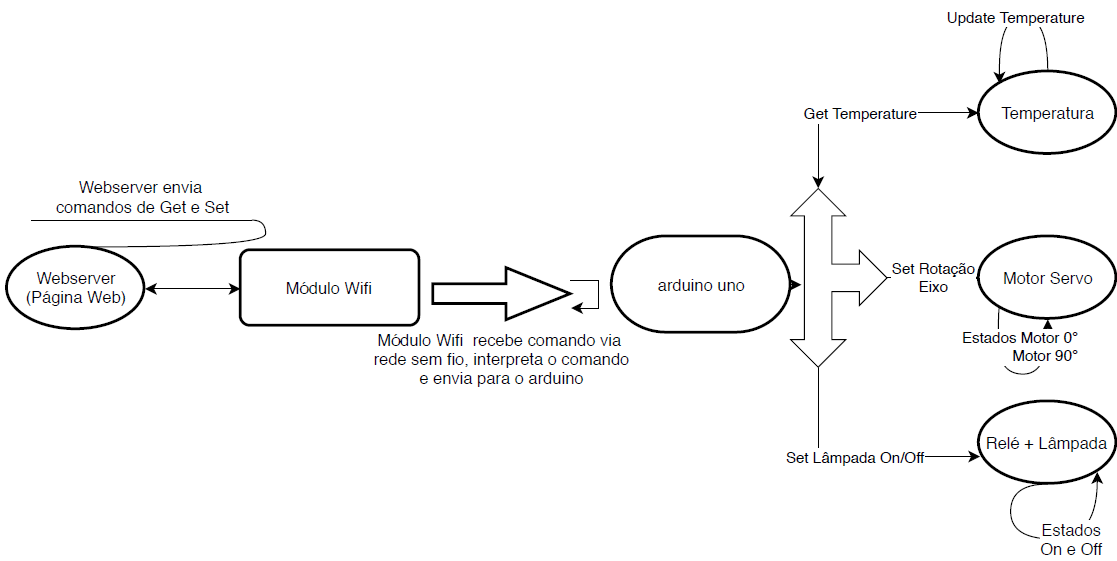 Update Temperature
Temperatura
Get Temperature
Webserver envia
comandos de Get e Set
Webserver
(Página Web)
Módulo Wifi
Módulo Wifi recebe comando via
rede sem fio, interpreta o comando
e envia para o arduino
arduino uno
Set Rotação
Eixo
Motor Servo
Estados Motor 0°
Motor 90°
Set Lâmpada On/Off
Relé + Lâmpada
Estados
On e Off